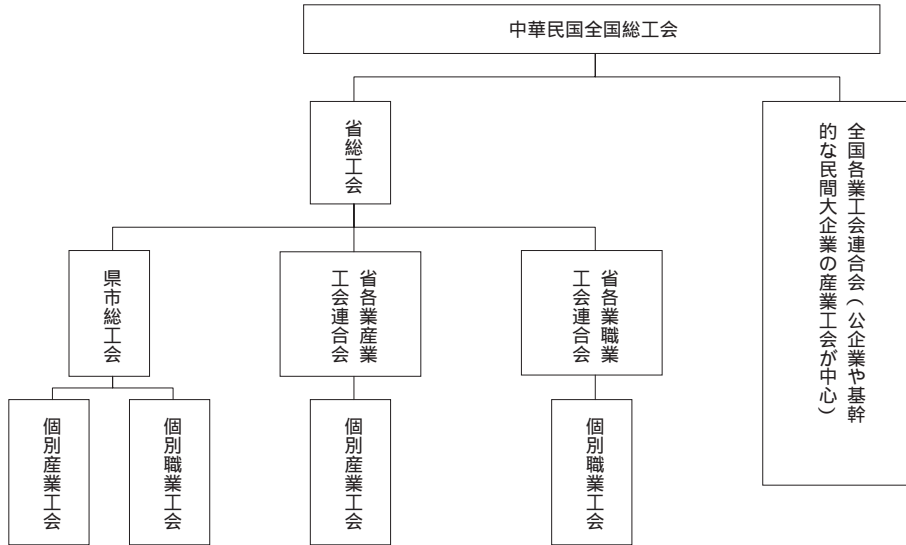 中華民国全国総工会
省総工会
全国各業工会連合会(公企業や基幹
的な民間大企業の産業工会が中心)
県市総工会
省各業産業
工会連合会
省各業職業
工会連合会
個別産業工会
個別職業工会
個別産業工会
個別職業工会